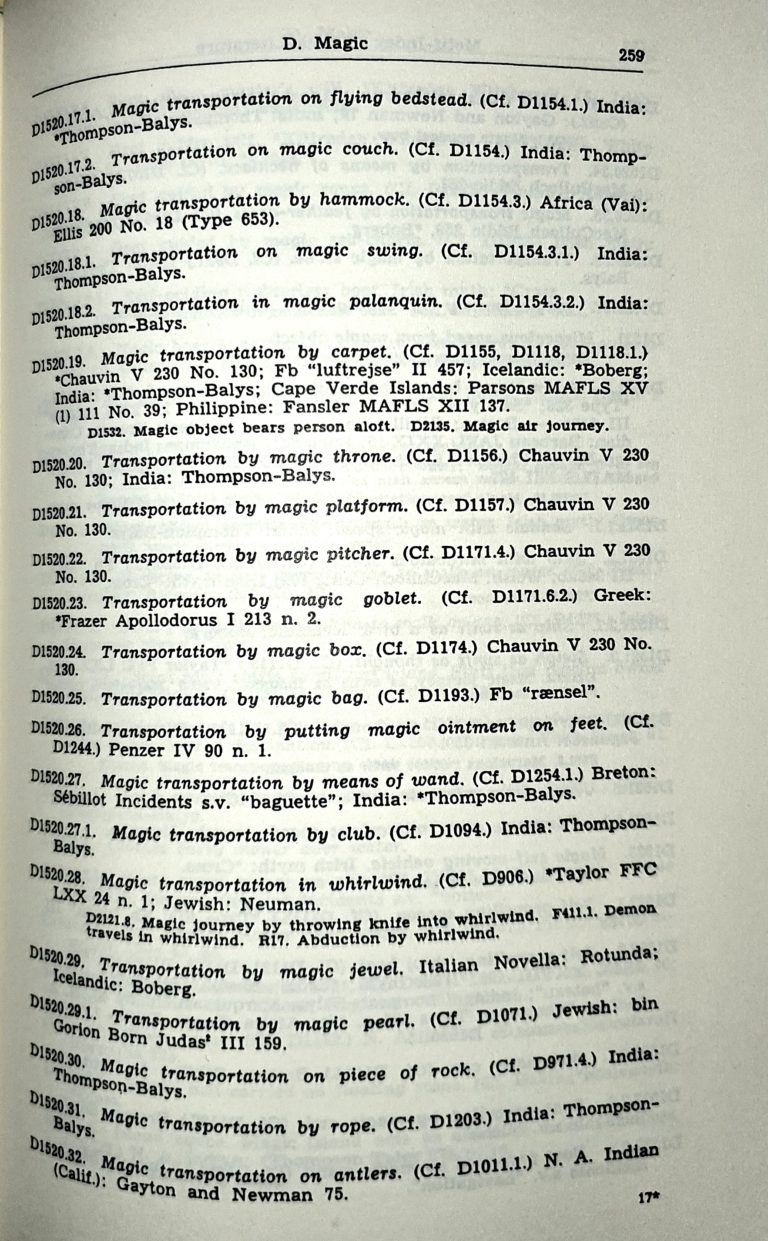 D. Magic
259
D1520.17.1. Magic transportation on flying bedstead. (Cf. D1154.1.) India:
*Thompson-Balys.
D1520.17.2. Transportation on magic couch. (Cf. D1154.) India: Thomp-
son-Balys.
D1520.18. Magic transportation by hammock. (Cf. D1154.3.) Africa (Vai):
Ellis 200 No. 18 (Type 653).
D1520.18.1. Transportation on magic swing. (Cf. D1154.3.1.) India:
Thompson-Balys.
D1520.18.2. Transportation in magic palanquin. (Cf. D1154.3.2.) India:
Thompson-Balys.
D1520.19. Magic transportation by carpet. (Cf. D1155, D1118, D1118.1.)
*Chauvin V 230 No. 130; Fb "luftrejse" II 457; Icelandic: *Boberg;
India: *Thompson-Balys; Cape Verde Islands: Parsons MAFLS XV
(1) 111 No. 39; Philippine: Fansler MAFLS XII 137.
D1532. Magic object bears person aloft. D2135. Magic air journey.
D1520.20. Transportation by magic throne. (Cf. D1156.) Chauvin V 230
No. 130; India: Thompson-Balys.
D1520.21. Transportation by magic platform. (Cf. D1157.) Chauvin V 230
No. 130.
D1520.22. Transportation by magic pitcher. (Cf. D1171.4.) Chauvin V 230
No. 130.
D1520.23. Transportation by magic goblet. (Cf. D1171.6.2.) Greek:
*Frazer Apollodorus I 213 n. 2.
D1520.24. Transportation by magic box. (Cf. D1174.) Chauvin V 230 No.
130.
D1520.25. Transportation by magic bag. (Cf. D1193.) Fb "rænsel".
D1520.26. Transportation by putting magic ointment on feet. (Cf.
D1244.) Penzer IV 90 n. 1.
D1520.27. Magic transportation by means of wand. (Cf. D1254.1.) Breton:
Sébillot Incidents s.v. "baguette"; India: *Thompson-Balys.
D1520.27.1. Magic transportation by club. (Cf. D1094.) India: Thompson-
Balys.
D1520.28. Magic transportation in whirlwind. (Cf. D906.) *Taylor FFC
LXX 24 n. 1; Jewish: Neuman.
D2121.8. Magic journey by throwing knife into whirlwind. F411.1. Demon
travels in whirlwind. R17. Abduction by whirlwind.
D1520.29. Transportation by magic jewel. Italian Novella: Rotunda;
Icelandic: Boberg.
D1520.29.1. Transportation by magic pearl. (Cf. D1071.) Jewish: bin
Gorion Born Judas² III 159.
D1520.30. Magic transportation on piece of rock. (Cf. D971.4.) India:
Thompson-Balys.
D1520.31. Magic transportation by rope. (Cf. D1203.) India: Thompson-
Balys.
D1520.32. Magic transportation on antlers. (Cf. D1011.1.) N. A. Indian
(Calif.): Gayton and Newman 75.
17*